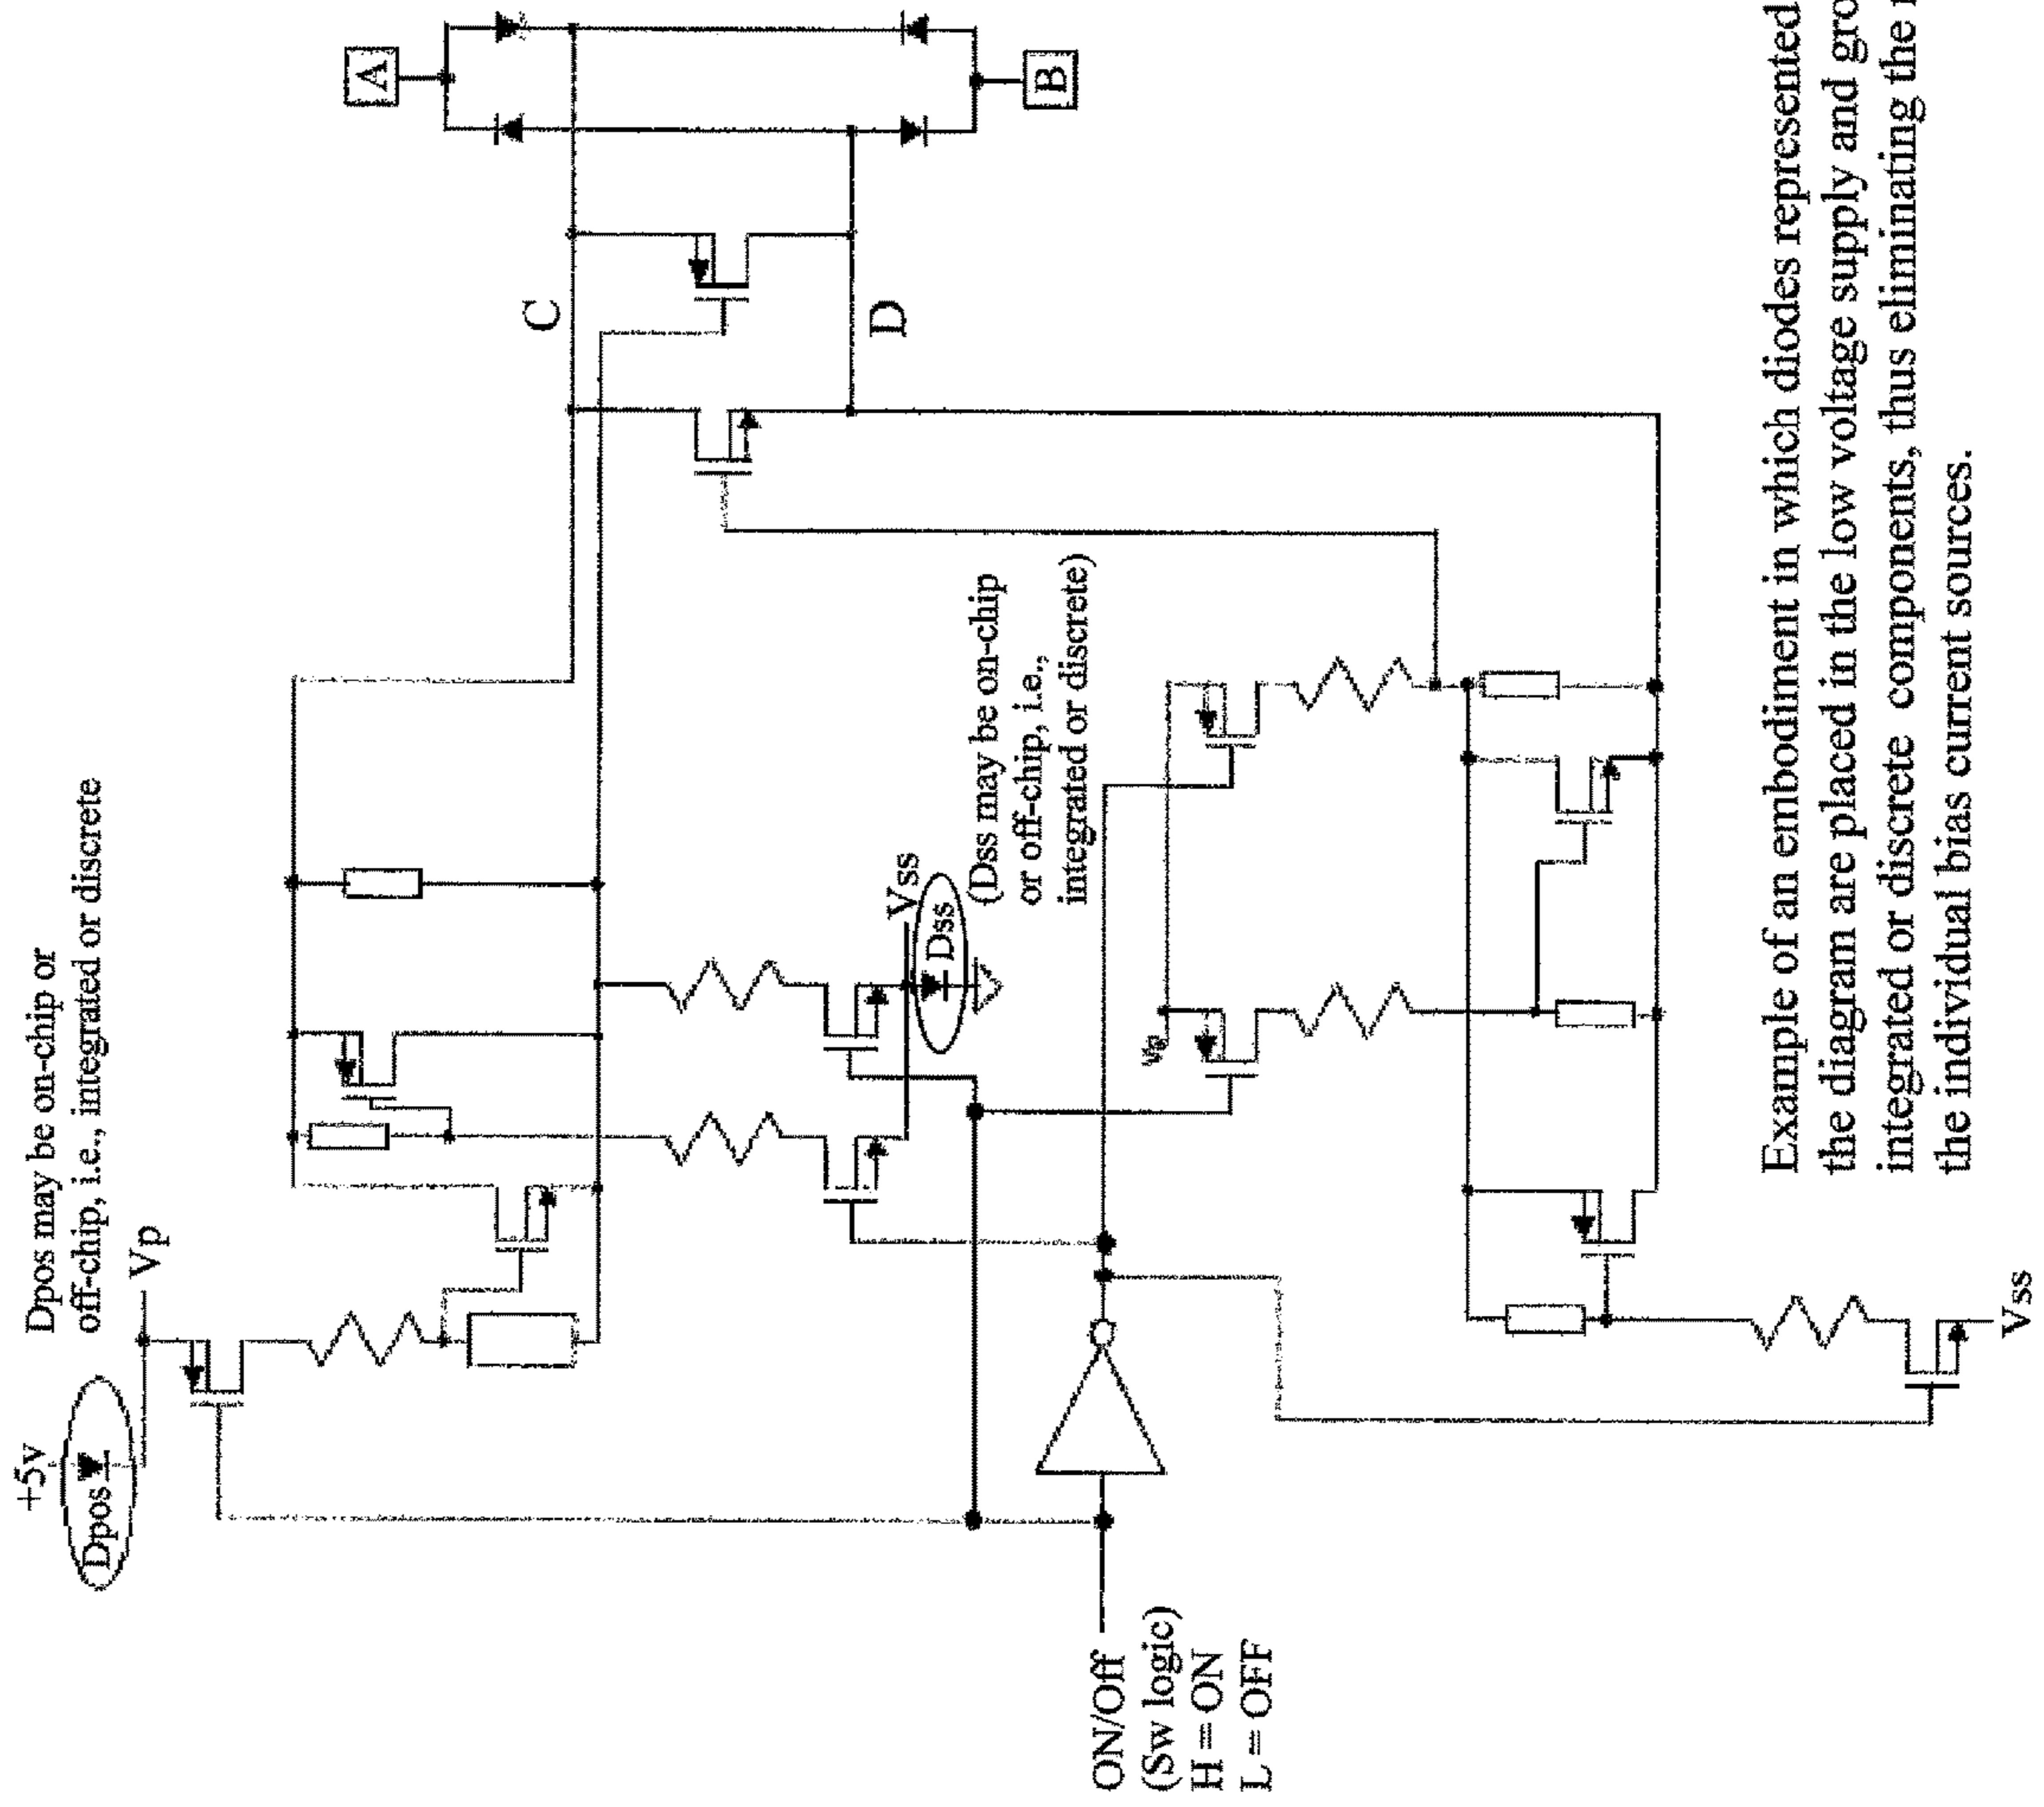 Dpos may be on-chip or
off-chip, i.e., integrated or discrete
+5v
Dpos
Vp
A
B
C
D
Vss
Dss
(Dss may be on-chip
or off-chip, i.e.,
integrated or discrete)
ON/Off
(Sw logic)
H = ON
L = OFF
Vss
Example of an embodiment in which diodes represented
the diagram are placed in the low voltage supply and gro
integrated or discrete components, thus eliminating the
the individual bias current sources.